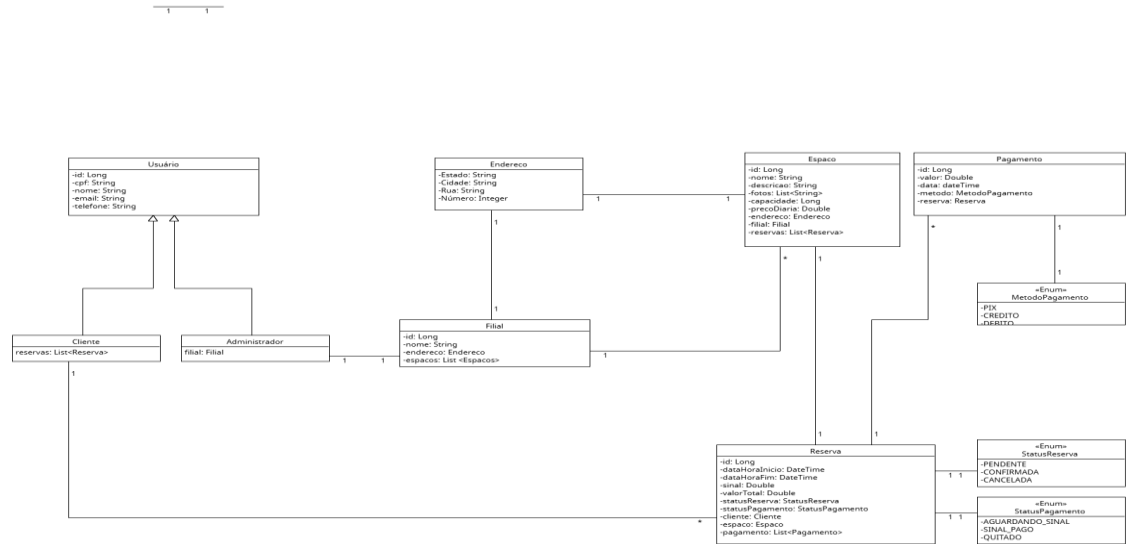 1 1
Usuário
-id: Long
-cpf: String
-nome: String
-email: String
-telefone: String
Endereco
-Estado: String
-Cidade: String
-Rua: String
-Número: Integer
Espaco
-id: Long
-nome: String
-descricao: String
-fotos: List<String>
-capacidade: Long
-precoDiaria: Double
-endereco: Endereco
-filial: Filial
-reservas: List<Reserva>
Pagamento
-id: Long
-valor: Double
-data: dateTime
-metodo: MetodoPagamento
-reserva: Reserva
1 1
1
1
* 1
* 1
1
«Enum»
MetodoPagamento
-PIX
-CREDITO
-DEBITO
Cliente
reservas: List<Reserva>
Administrador
filial: Filial
1 1
Filial
-id: Long
-nome: String
-endereco: Endereco
-espacos: List <Espacos>
1
1
*
1 1
Reserva
-id: Long
-dataHoraInicio: DateTime
-dataHoraFim: DateTime
-sinal: Double
-valorTotal: Double
-statusReserva: StatusReserva
-statusPagamento: StatusPagamento
-cliente: Cliente
-espaco: Espaco
-pagamento: List<Pagamento>
1 1
«Enum»
StatusReserva
-PENDENTE
-CONFIRMADA
-CANCELADA
1 1
«Enum»
StatusPagamento
-AGUARDANDO_SINAL
-SINAL_PAGO
-QUITADO